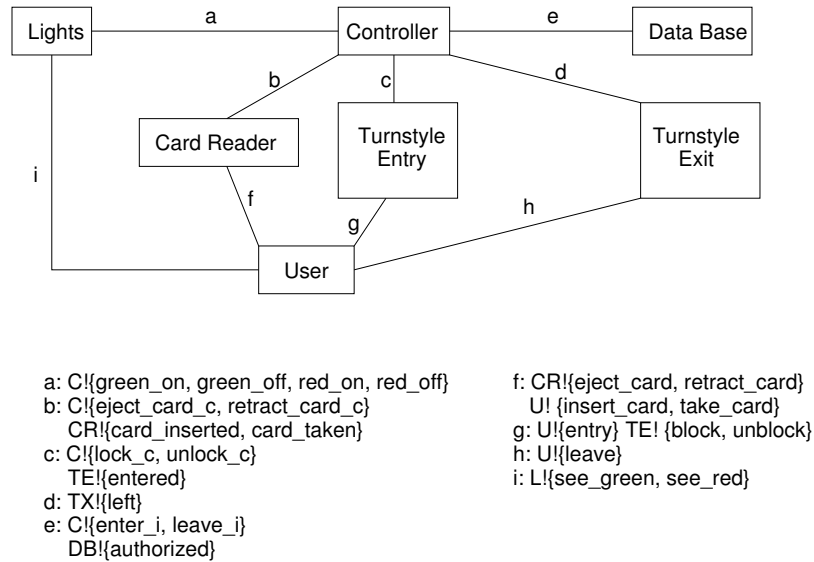 a
e
Lights
Controller
Data Base
b
c
d
Card Reader
Turnstyle
Entry
Turnstyle
Exit
i
f
g
h
User
a: C!{green_on, green_off, red_on, red_off}
b: C!{eject_card_c, retract_card_c}
CR!{card_inserted, card_taken}
c: C!{lock_c, unlock_c}
TE!{entered}
d: TX!{left}
e: C!{enter_i, leave_i}
DB!{authorized}
f: CR!{eject_card, retract_card}
U! {insert_card, take_card}
g: U!{entry} TE! {block, unblock}
h: U!{leave}
i: L!{see_green, see_red}